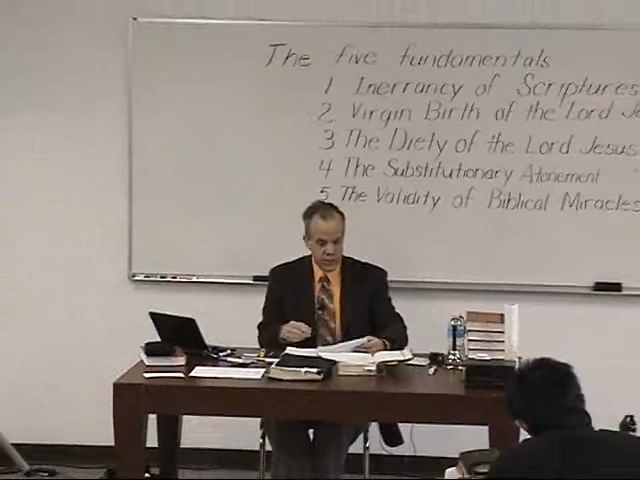 The five fundamentals
1 Inerrancy of Scriptures
2. Virgin Birth of the Lord Je
3 The Diety of the Lord Jesus
4 The Substitutionary Atonement
5 The Validity of Biblical Miracles